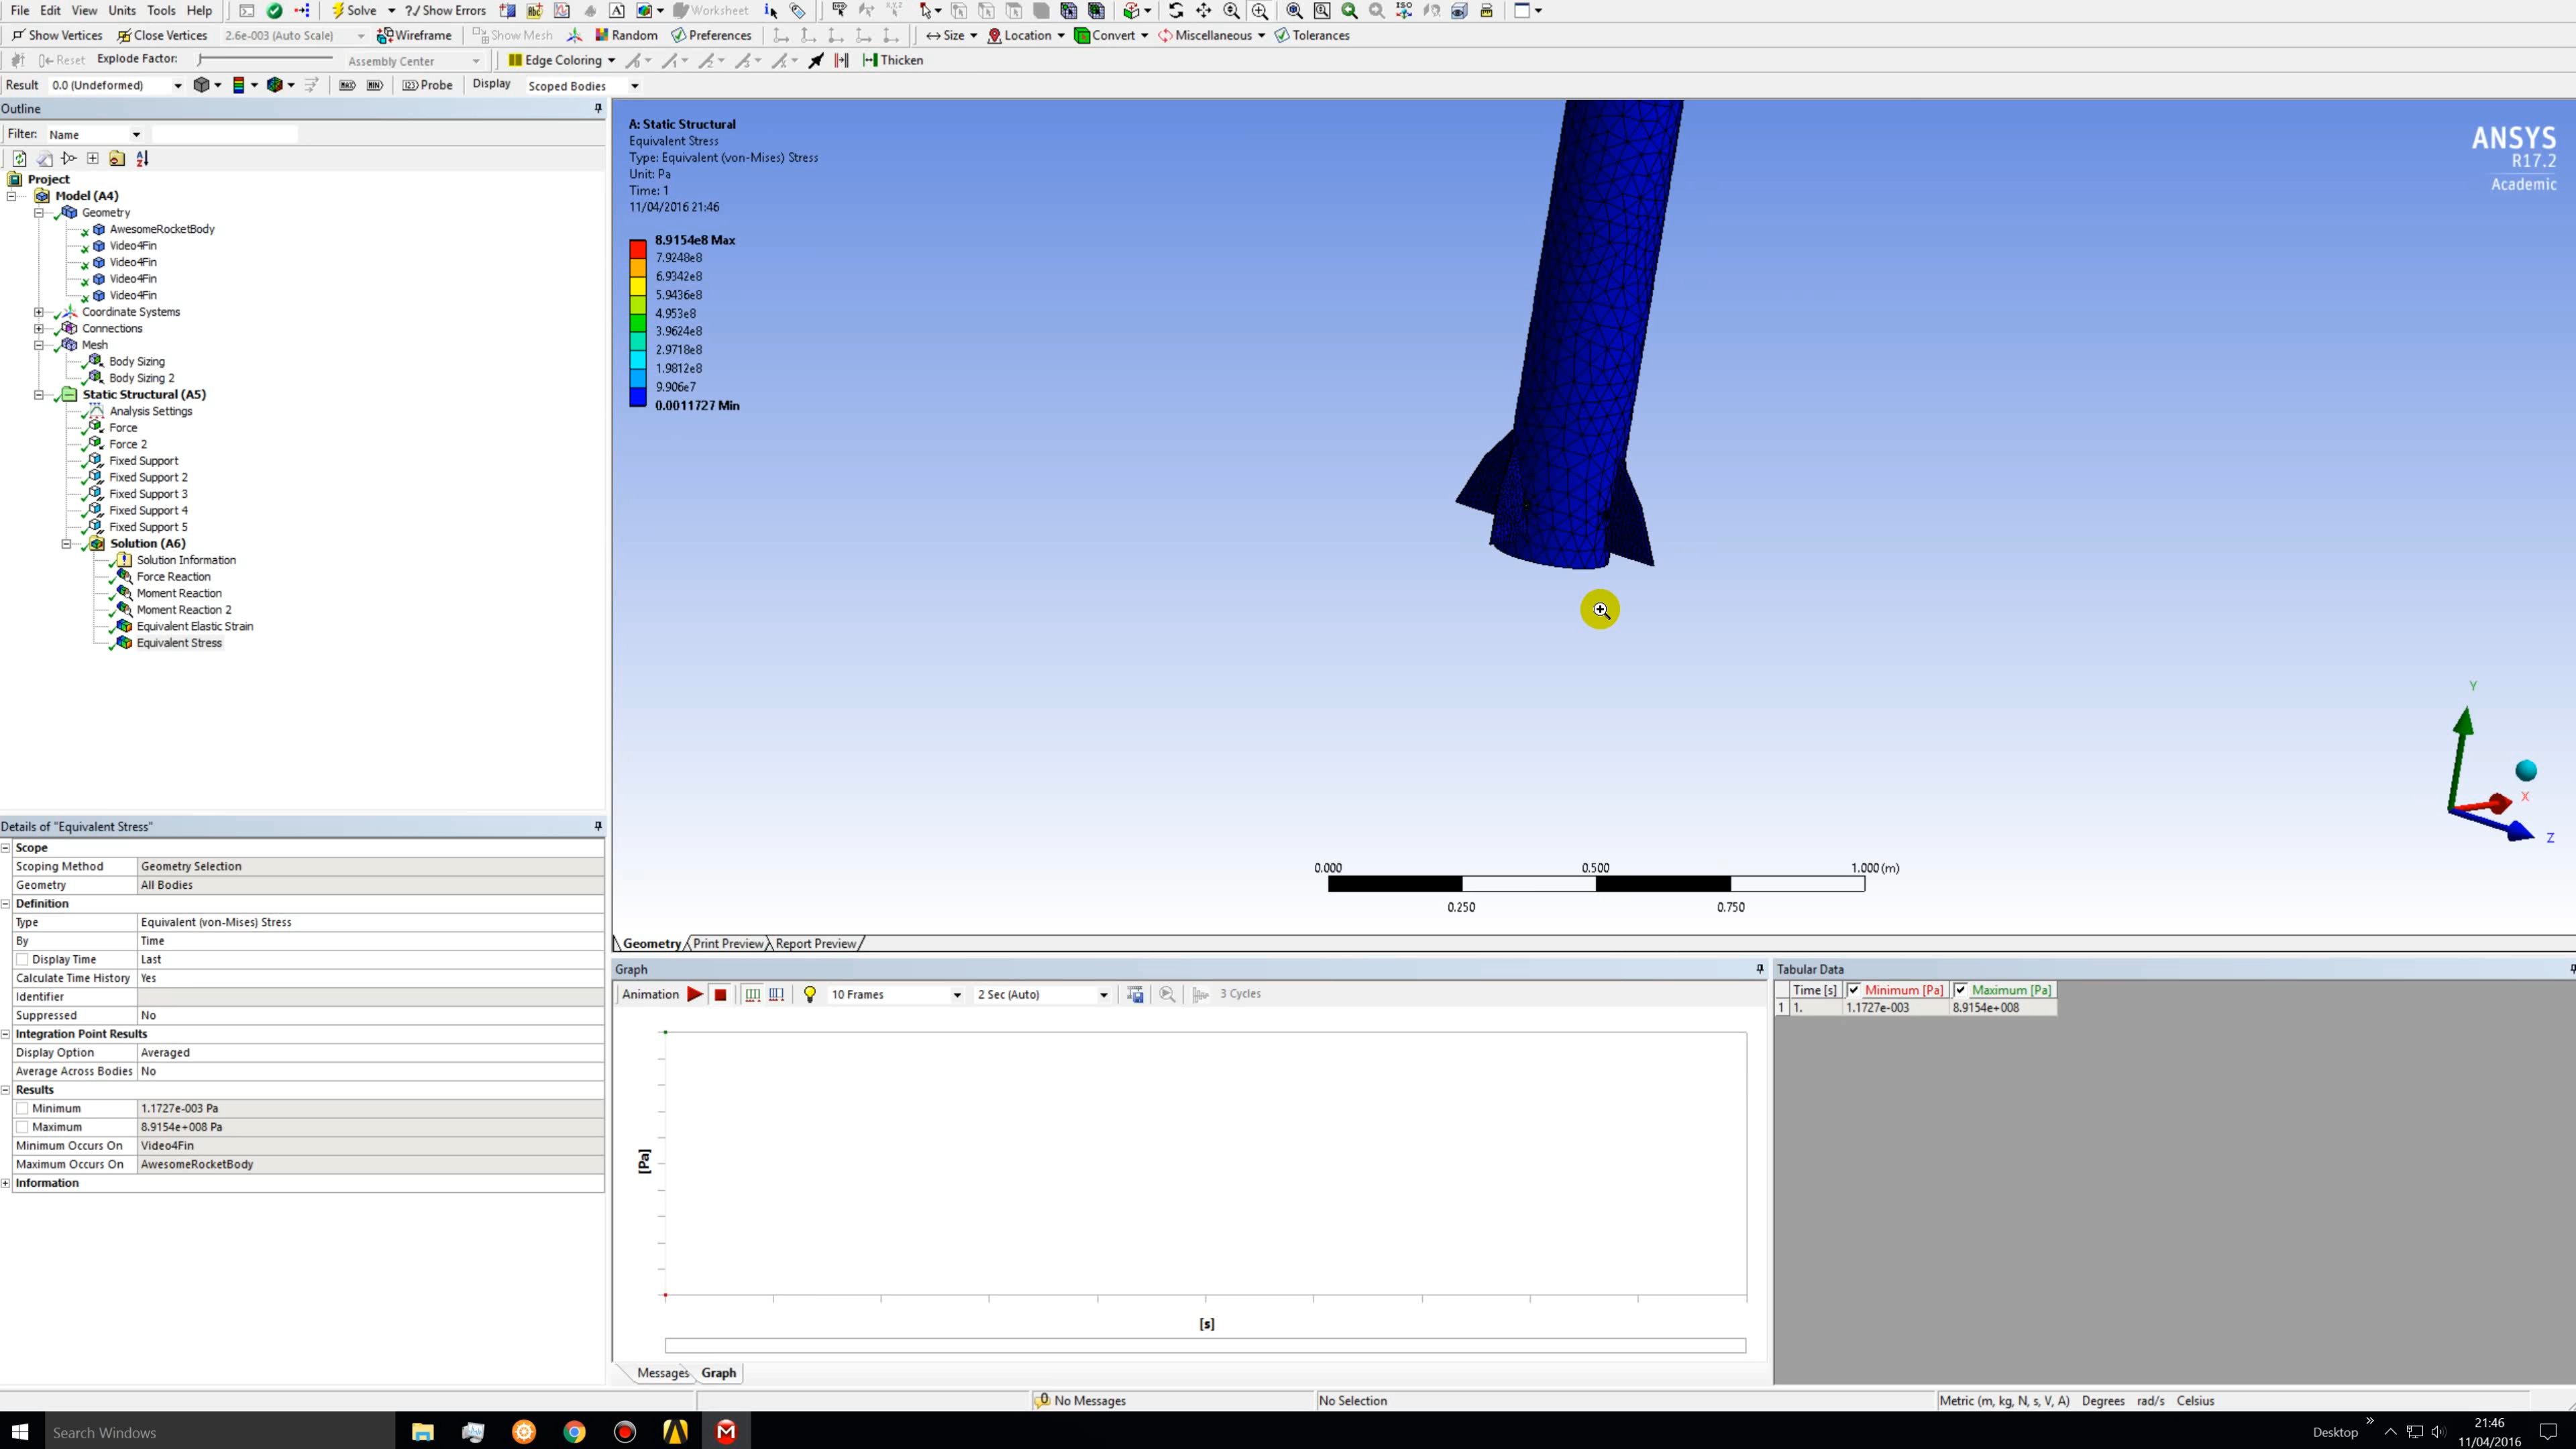 File Edit View Units Tools Help Solve ?/ Show Errors Worksheet
Show Vertices Close Vertices 2.6e-003 (Auto Scale) Wireframe Show Mesh Random Preferences Size Location Convert Miscellaneous Tolerances
Reset Explode Factor: Assembly Center Edge Coloring Thicken
Result 0.0 (Undeformed) Probe Display Scoped Bodies
Outline
Filter: Name
Project
Model (A4)
Geometry
AwesomeRocketBody
Video4Fin
Video4Fin
Video4Fin
Video4Fin
Coordinate Systems
Connections
Mesh
Body Sizing
Body Sizing 2
Static Structural (A5)
Analysis Settings
Force
Force 2
Fixed Support
Fixed Support 2
Fixed Support 3
Fixed Support 4
Fixed Support 5
Solution (A6)
Solution Information
Force Reaction
Moment Reaction
Moment Reaction 2
Equivalent Elastic Strain
Equivalent Stress
A: Static Structural
Equivalent Stress
Type: Equivalent (von-Mises) Stress
Unit: Pa
Time: 1
11/04/2016 21:46
8.9154e8 Max
7.9248e8
6.9342e8
5.9436e8
4.953e8
3.9624e8
2.9718e8
1.9812e8
9.906e7
0.0011727 Min
ANSYS
R17.2
Academic
Y
X
Z
0.000 0.500 1.000 (m)
0.250 0.750
Geometry Print Preview Report Preview
Details of "Equivalent Stress"
Scope
Scoping Method Geometry Selection
Geometry All Bodies
Definition
Type Equivalent (von-Mises) Stress
By Time
Display Time Last
Calculate Time History Yes
Identifier
Suppressed No
Integration Point Results
Display Option Averaged
Average Across Bodies No
Results
Minimum 1.1727e-003 Pa
Maximum 8.9154e+008 Pa
Minimum Occurs On Video4Fin
Maximum Occurs On AwesomeRocketBody
Information
Graph
Animation 10 Frames 2 Sec (Auto) 3 Cycles
[Pa]
[s]
Messages Graph
Tabular Data
Time [s] Minimum [Pa] Maximum [Pa]
1 1. 1.1727e-003 8.9154e+008
No Messages No Selection Metric (m, kg, N, s, V, A) Degrees rad/s Celsius
Search Windows
Desktop
21:46
11/04/2016